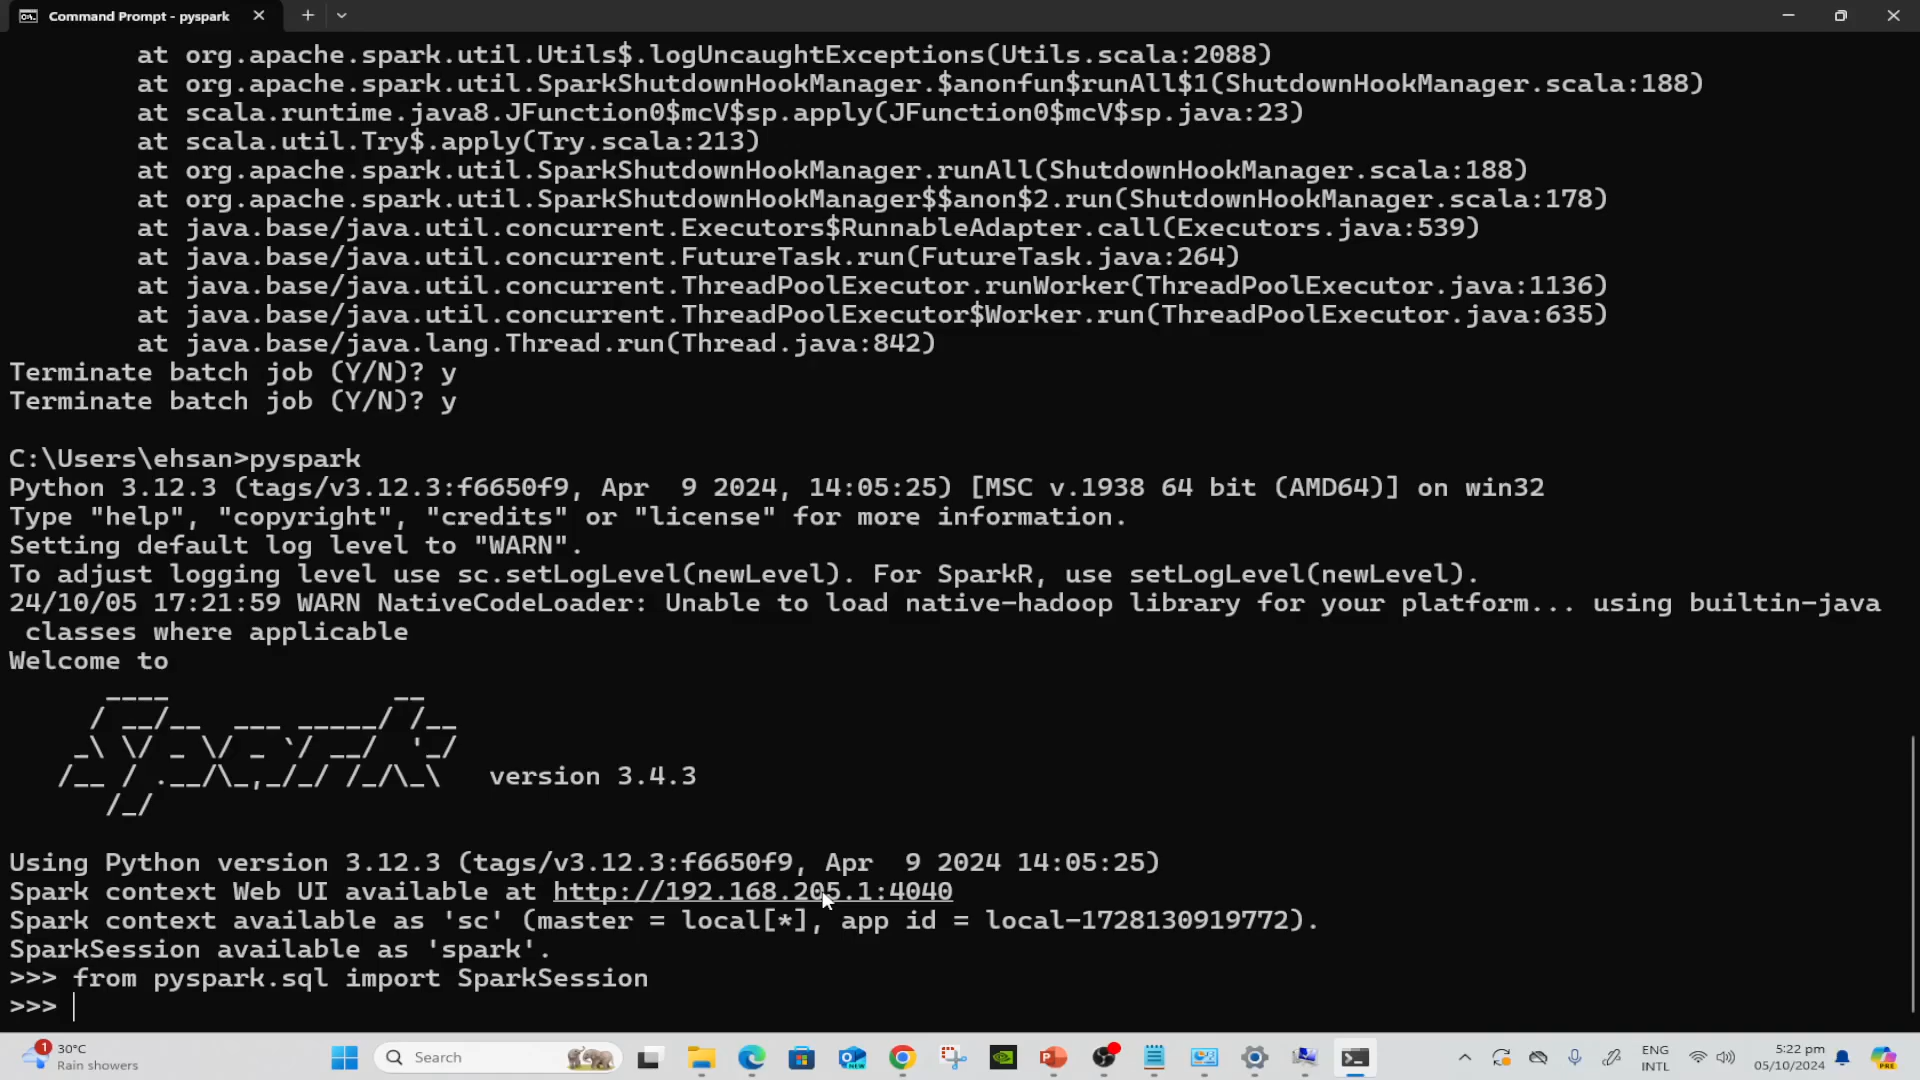 Command Prompt - pyspark
at org.apache.spark.util.Utils$.logUncaughtExceptions(Utils.scala:2088)
at org.apache.spark.util.SparkShutdownHookManager.$anonfun$runAll$1(ShutdownHookManager.scala:188)
at scala.runtime.java8.JFunction0$mcV$sp.apply(JFunction0$mcV$sp.java:23)
at scala.util.Try$.apply(Try.scala:213)
at org.apache.spark.util.SparkShutdownHookManager.runAll(ShutdownHookManager.scala:188)
at org.apache.spark.util.SparkShutdownHookManager$$anon$2.run(ShutdownHookManager.scala:178)
at java.base/java.util.concurrent.Executors$RunnableAdapter.call(Executors.java:539)
at java.base/java.util.concurrent.FutureTask.run(FutureTask.java:264)
at java.base/java.util.concurrent.ThreadPoolExecutor.runWorker(ThreadPoolExecutor.java:1136)
at java.base/java.util.concurrent.ThreadPoolExecutor$Worker.run(ThreadPoolExecutor.java:635)
at java.base/java.lang.Thread.run(Thread.java:842)
Terminate batch job (Y/N)? y
Terminate batch job (Y/N)? y
C:\Users\ehsan>pyspark
Python 3.12.3 (tags/v3.12.3:f6650f9, Apr  9 2024, 14:05:25) [MSC v.1938 64 bit (AMD64)] on win32
Type "help", "copyright", "credits" or "license" for more information.
Setting default log level to "WARN".
To adjust logging level use sc.setLogLevel(newLevel). For SparkR, use setLogLevel(newLevel).
24/10/05 17:21:59 WARN NativeCodeLoader: Unable to load native-hadoop library for your platform... using builtin-java
classes where applicable
Welcome to
      ____              __
     / __/__  ___ _____/ /__
    _\ \/ _ \/ _ `/ __/  '_/
   /__ / .__/\_,_/_/ /_/\_\   version 3.4.3
      /_/
Using Python version 3.12.3 (tags/v3.12.3:f6650f9, Apr  9 2024 14:05:25)
Spark context Web UI available at http://192.168.205.1:4040
Spark context available as 'sc' (master = local[*], app id = local-1728130919772).
SparkSession available as 'spark'.
>>> from pyspark.sql import SparkSession
>>>
1
30°C
Rain showers
Search
ENG
INTL
5:22 pm
05/10/2024
PRE